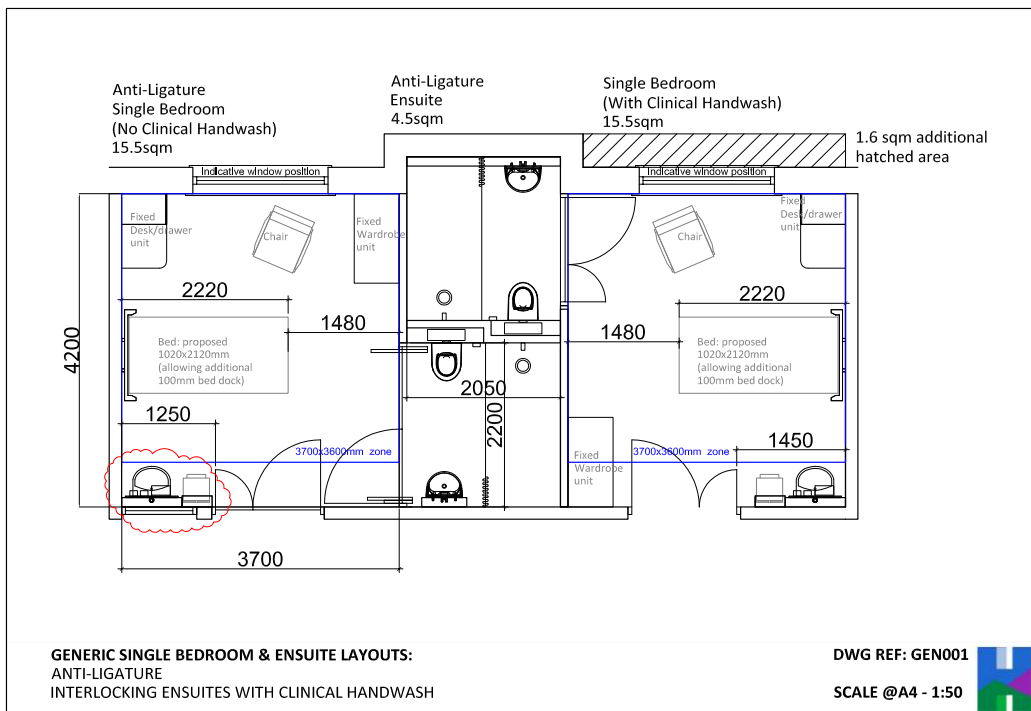 Anti-Ligature
Single Bedroom
(No Clinical Handwash)
15.5sqm
Anti-Ligature
Ensuite
4.5sqm
Single Bedroom
(With Clinical Handwash)
15.5sqm
1.6 sqm additional
hatched area
Indicative window position
Indicative window position
Fixed
Desk/drawer
unit
Chair
Fixed
Wardrobe
unit
Chair
Fixed
Desk/drawer
unit
2220
1480
4200
Bed: proposed
1020x2120mm
(allowing additional
100mm bed dock)
1250
3700x3600mm zone
3700
2050
2200
2220
1480
Bed: proposed
1020x2120mm
(allowing additional
100mm bed dock)
1450
3700x3600mm zone
Fixed
Wardrobe
unit
GENERIC SINGLE BEDROOM & ENSUITE LAYOUTS:
ANTI-LIGATURE
INTERLOCKING ENSUITES WITH CLINICAL HANDWASH
DWG REF: GEN001
SCALE @A4 - 1:50